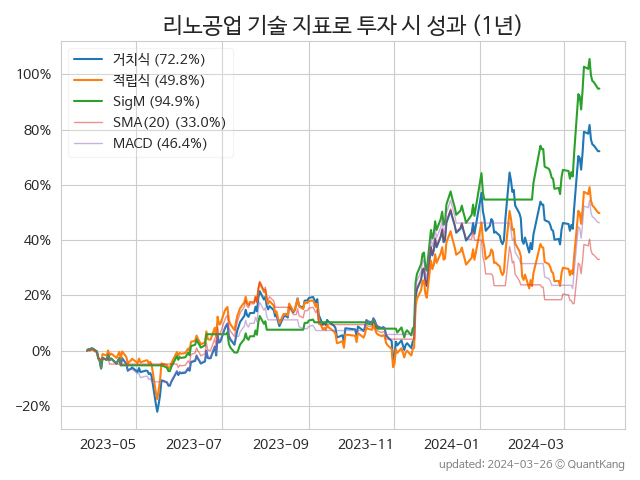 리노공업 기술 지표로 투자 시 성과 (1년)
거치식 (72.2%)
적립식 (49.8%)
SigM (94.9%)
SMA(20) (33.0%)
MACD (46.4%)
100%
80%
60%
40%
20%
0%
−20%
2023-05 2023-07 2023-09 2023-11 2024-01 2024-03
updated: 2024-03-26 © QuantKang